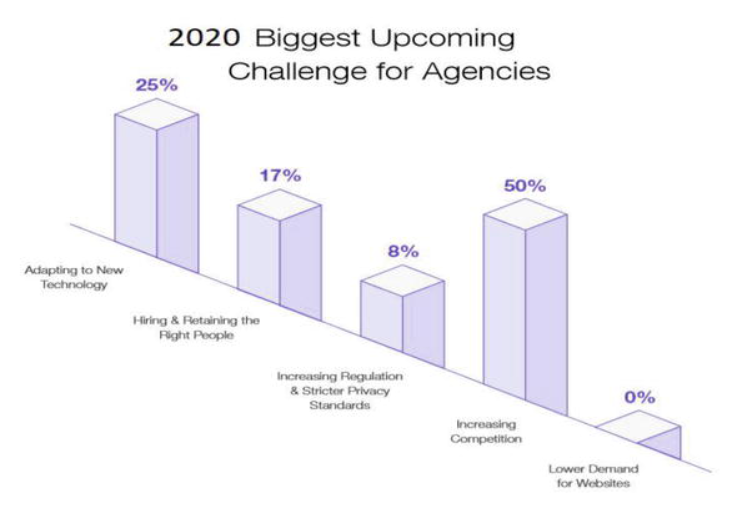 2020 Biggest Upcoming
Challenge for Agencies
25%
17%
8%
50%
0%
Adapting to New
Technology
Hiring & Retaining the
Right People
Increasing Regulation
& Stricter Privacy
Standards
Increasing
Competition
Lower Demand
for Websites